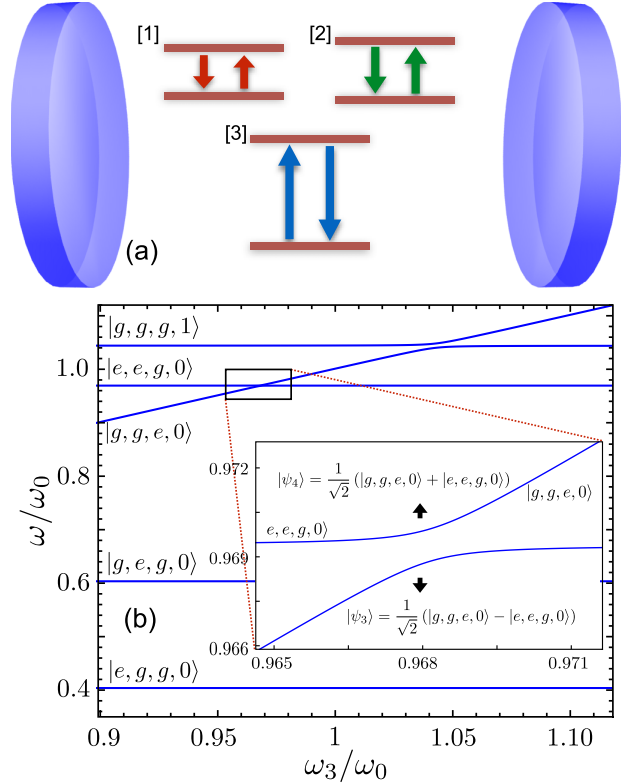 [1]
[2]
[3]
(a)
|g, g, g, 1⟩
|e, e, g, 0⟩
|g, g, e, 0⟩
|g, e, g, 0⟩
|e, g, g, 0⟩
(b)
ω/ω₀
1.0
0.8
0.6
0.4
0.972
0.969
0.966
|ψ₄⟩ = 1/√2 (|g, g, e, 0⟩ + |e, e, g, 0⟩)
|g, g, e, 0⟩
e, e, g, 0⟩
|ψ₃⟩ = 1/√2 (|g, g, e, 0⟩ − |e, e, g, 0⟩)
0.965 0.968 0.971
0.9 0.95 1 1.05 1.10
ω₃/ω₀